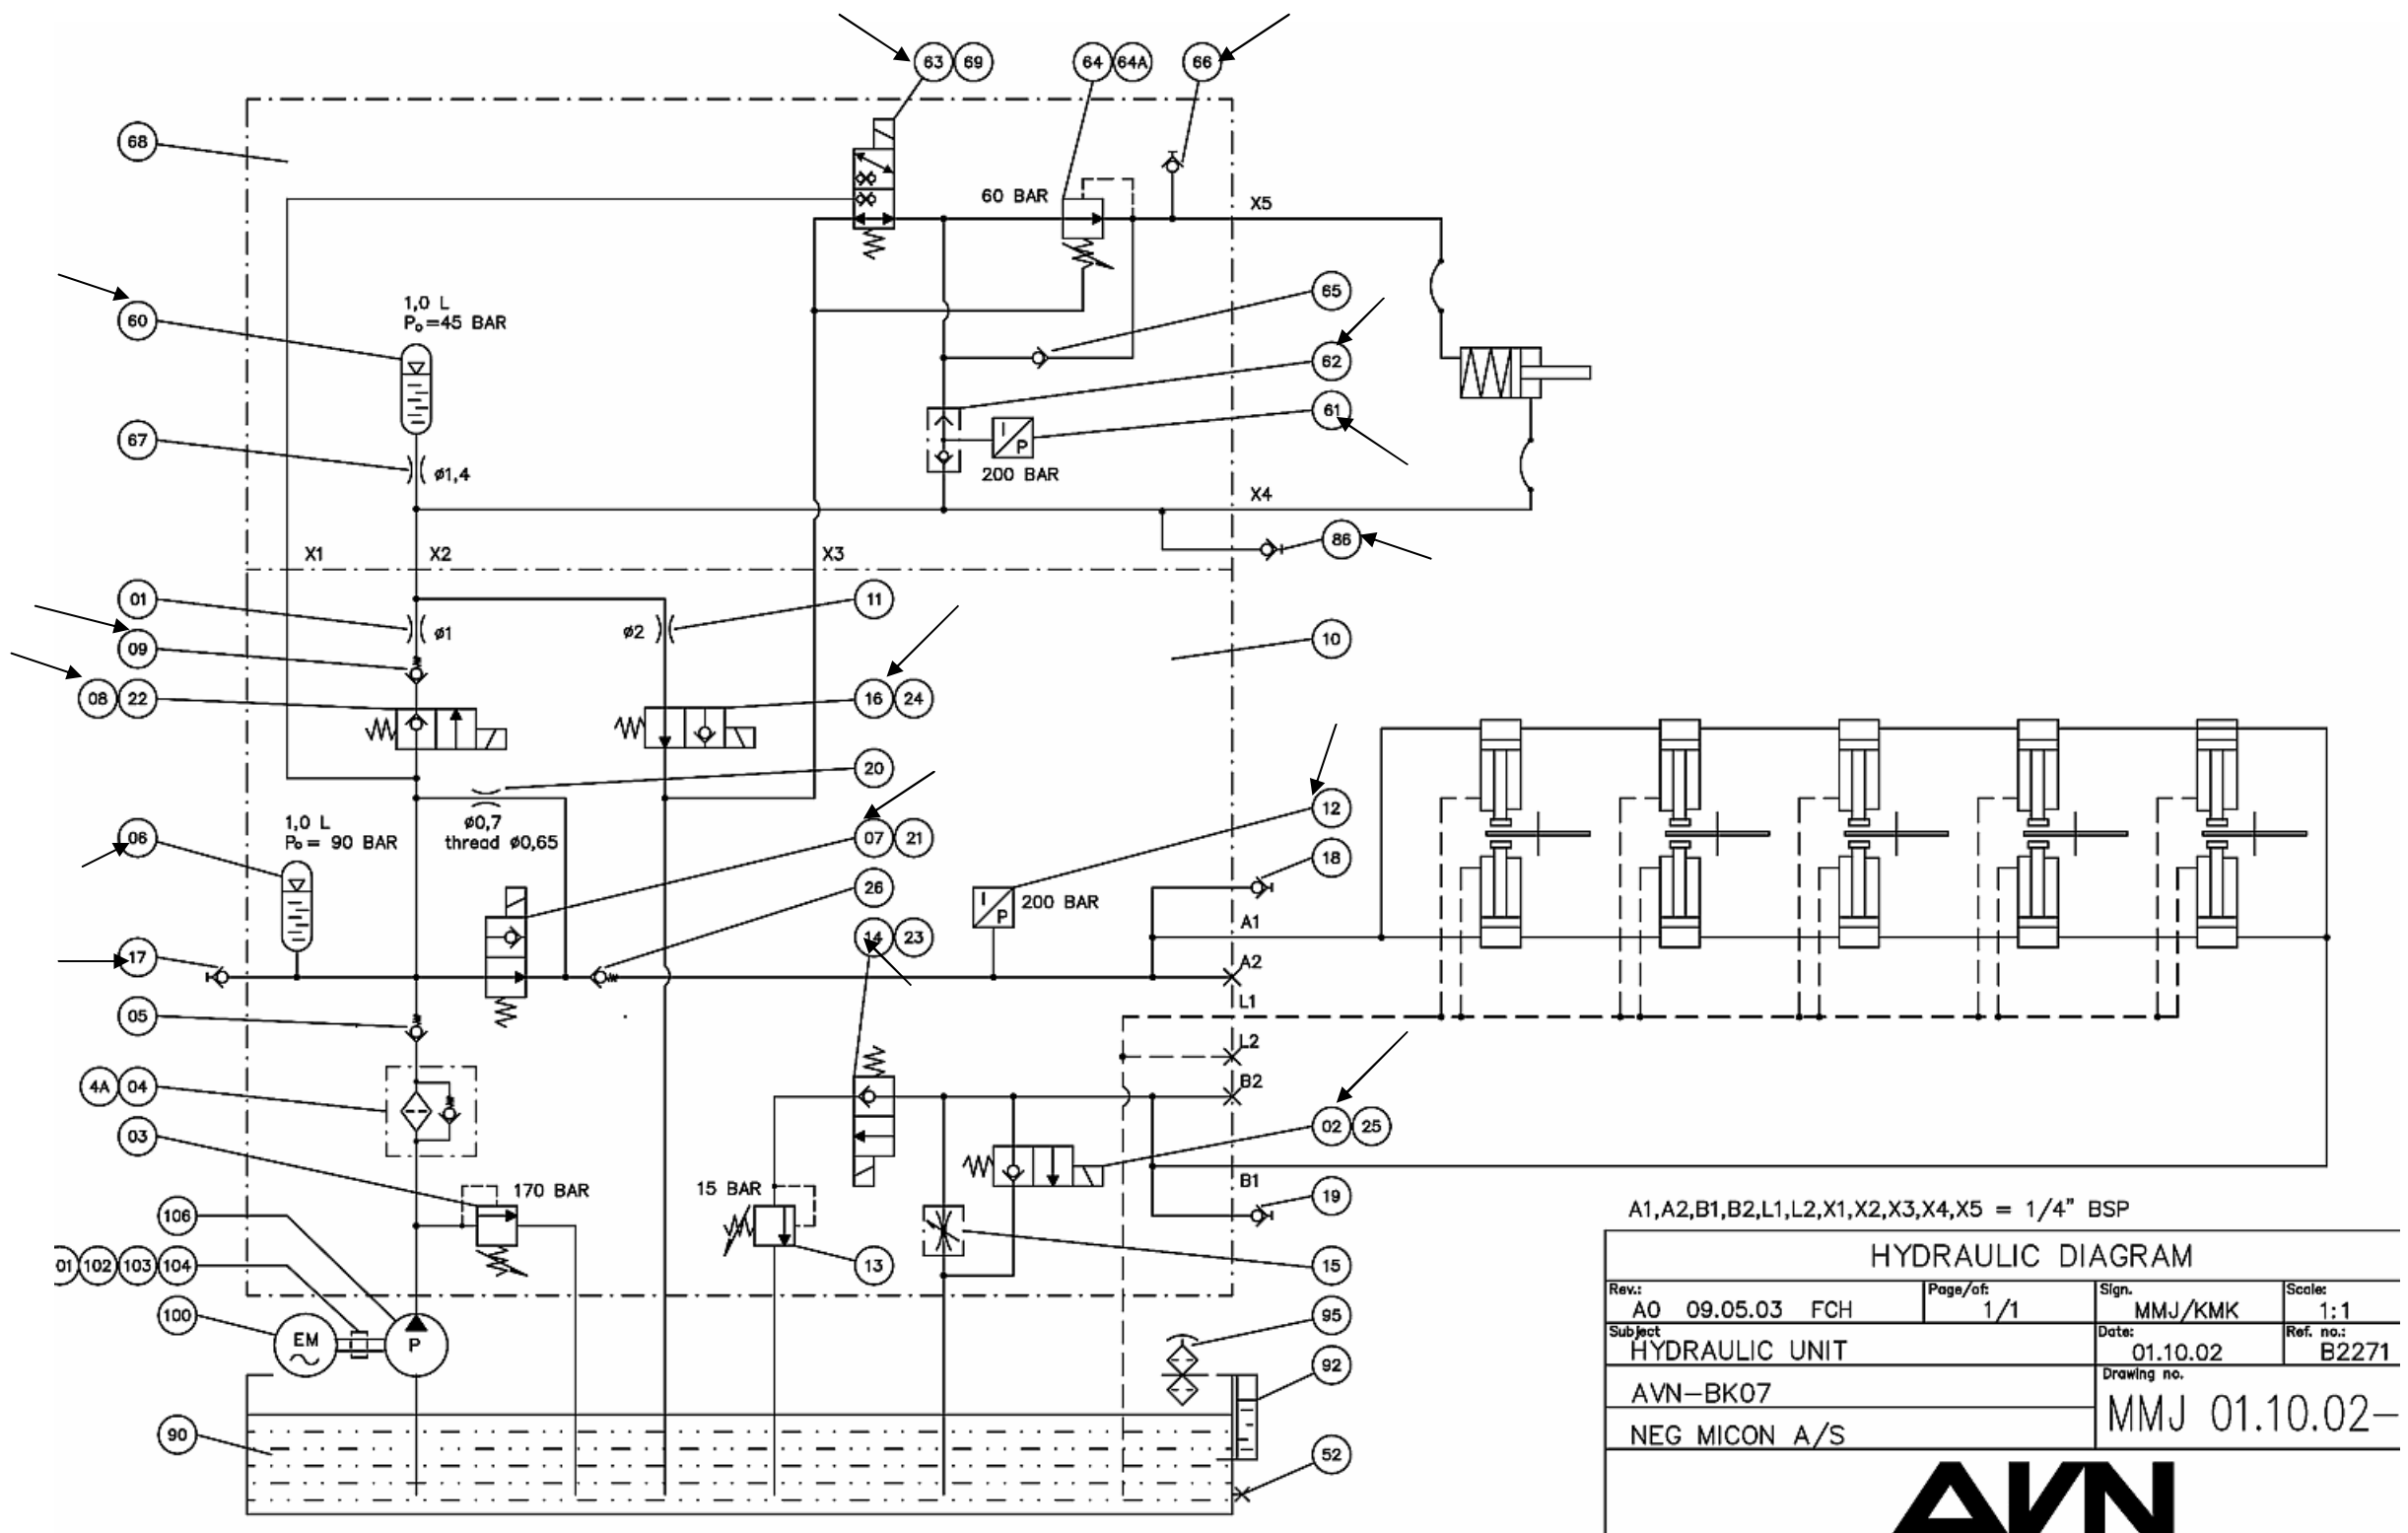 63 69 64 64A 66
68
60 BAR
X5
65
1,0 L
P₀=45 BAR
60
62
61
67
ø1,4
I
P
200 BAR
X4
86
X1 X2 X3
01
11
ø1
ø2
10
09
08 22
16 24
20
12
1,0 L
P₀= 90 BAR
ø0,7
thread ø0,65
06
07 21
18
26
I
P
200 BAR
A1
14 23
17
A2
L1
05
L2
4A 04
B2
03
02 25
170 BAR
15 BAR
B1
106
19
A1,A2,B1,B2,L1,L2,X1,X2,X3,X4,X5 = 1/4" BSP
01 102 103 104
13
15
100
EM
P
95
92
90
52
HYDRAULIC DIAGRAM
Rev.: Page/of: Sign. Scale:
A0 09.05.03 FCH 1/1 MMJ/KMK 1:1
Subject Date: Ref. no.:
HYDRAULIC UNIT 01.10.02 B2271
Drawing no.
AVN-BK07
MMJ 01.10.02-
NEG MICON A/S
AVN